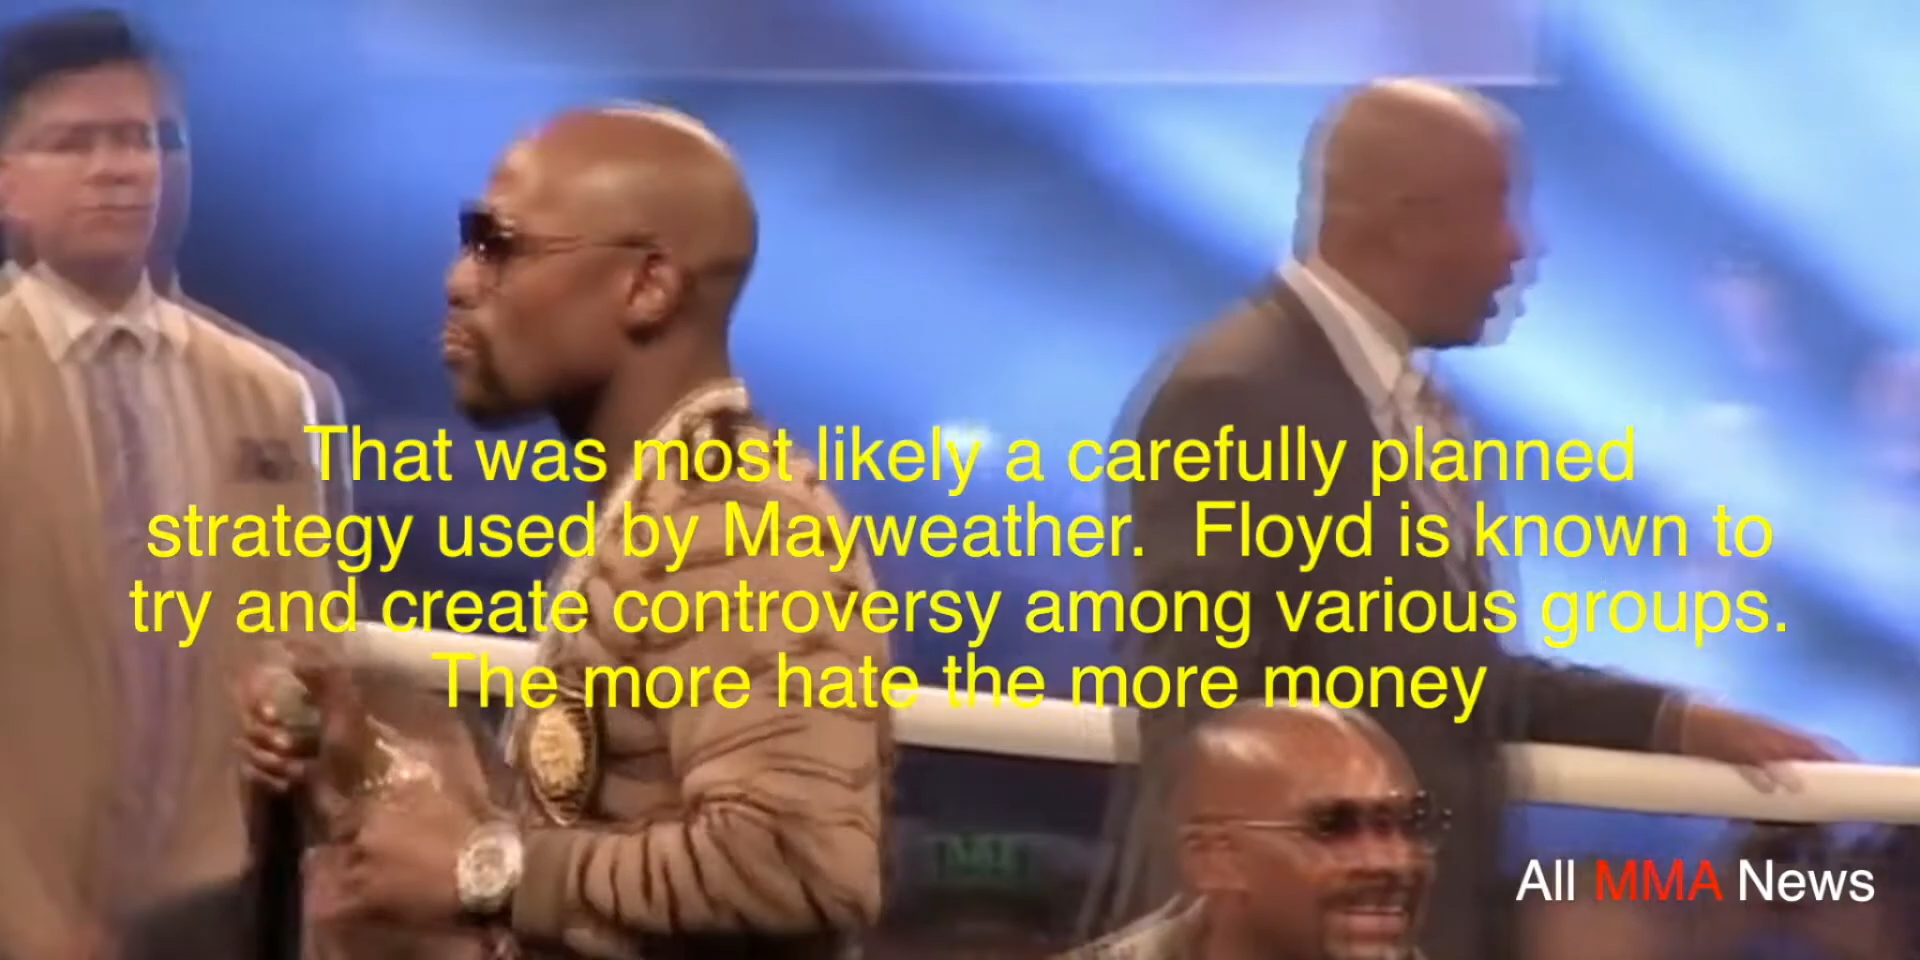 That was most likely a carefully planned
strategy used by Mayweather.  Floyd is known to
try and create controversy among various groups.
The more hate the more money
All MMA News